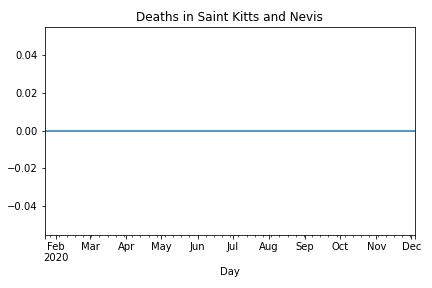 Deaths in Saint Kitts and Nevis
0.04
0.02
0.00
−0.02
−0.04
Feb Mar Apr May Jun Jul Aug Sep Oct Nov Dec
2020
Day